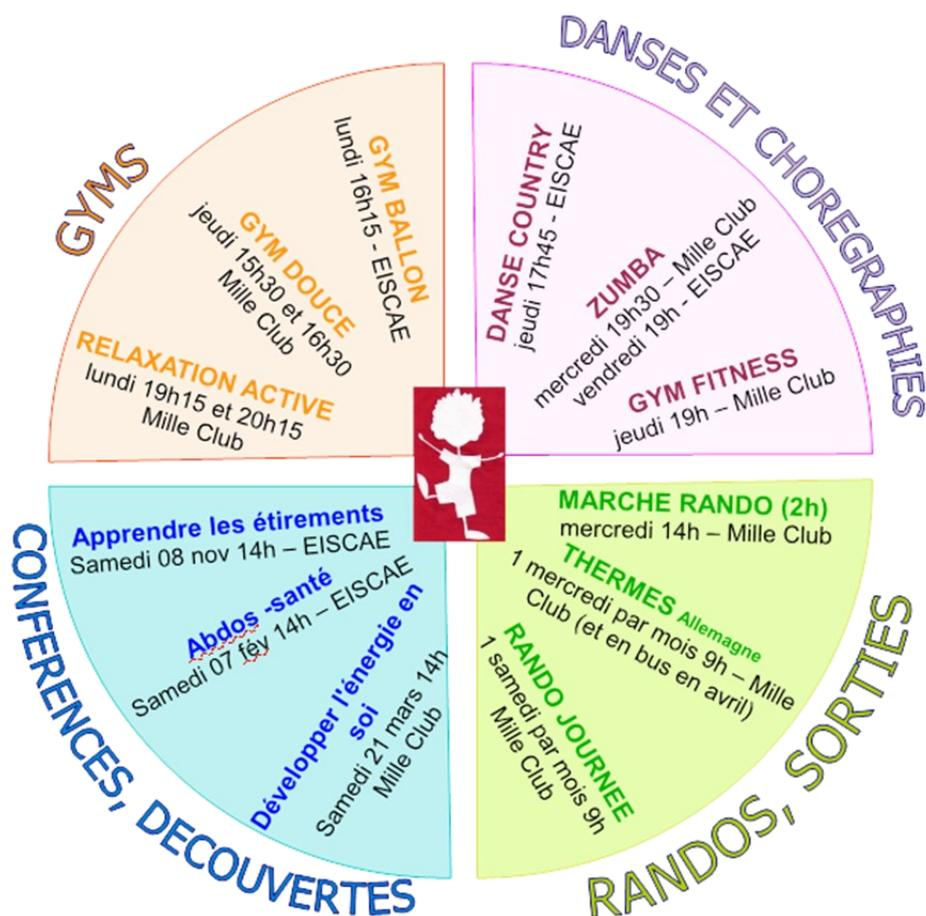 GYMS
GYM BALLON
lundi 16h15 - EISCAE
GYM DOUCE
jeudi 15h30 et 16h30
Mille Club
RELAXATION ACTIVE
lundi 19h15 et 20h15
Mille Club
DANSES ET CHOREGRAPHIES
DANSE COUNTRY
jeudi 17h45 - EISCAE
ZUMBA
mercredi 19h30 – Mille Club
vendredi 19h - EISCAE
GYM FITNESS
jeudi 19h – Mille Club
CONFERENCES, DECOUVERTES
Apprendre les étirements
Samedi 08 nov 14h – EISCAE
Abdos -santé
Samedi 07 fév 14h – EISCAE
Développer l'énergie en
soi
Samedi 21 mars 14h
Mille Club
RANDOS, SORTIES
MARCHE RANDO (2h)
mercredi 14h – Mille Club
THERMES Allemagne
1 mercredi par mois 9h – Mille
Club (et en bus en avril)
RANDO JOURNEE
1 samedi par mois 9h
Mille Club